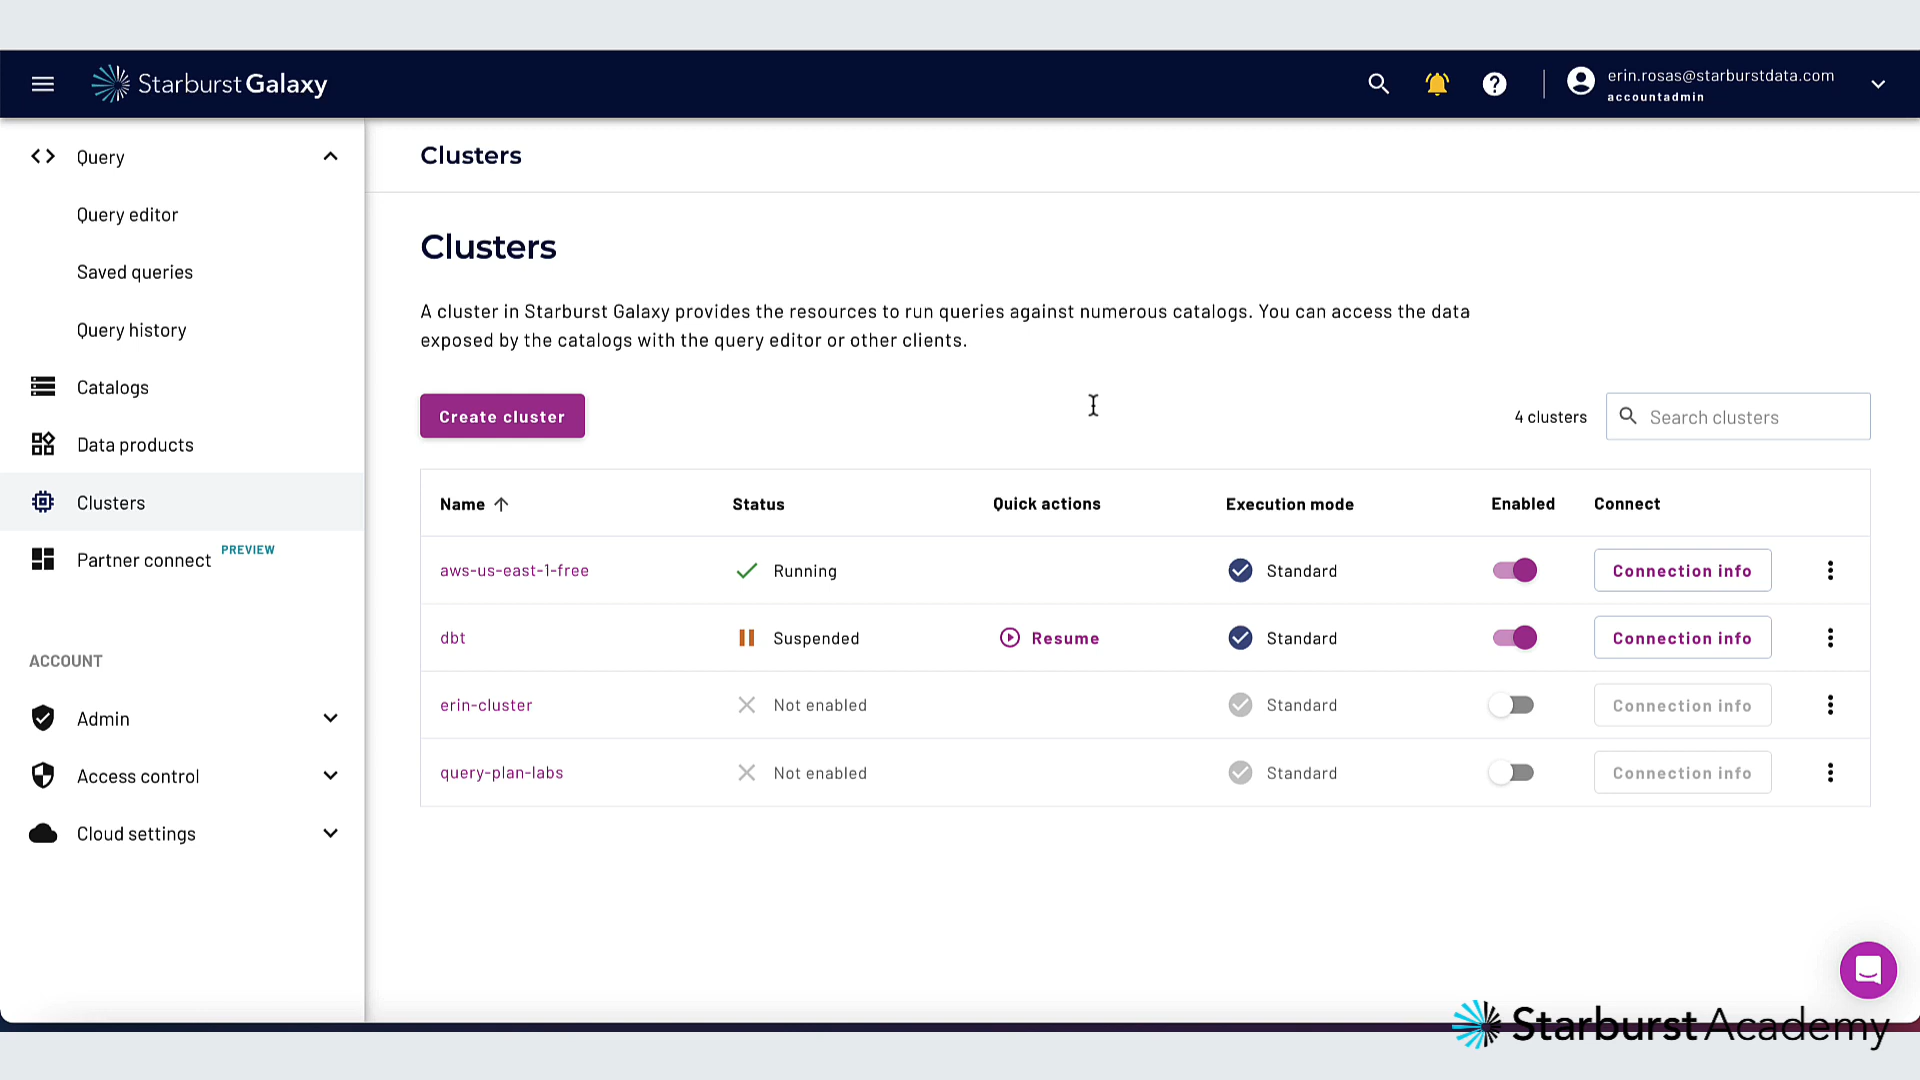 Starburst Galaxy
erin.rosas@starburstdata.com
accountadmin
Query
Query editor
Saved queries
Query history
Catalogs
Data products
Clusters
Partner connect PREVIEW
ACCOUNT
Admin
Access control
Cloud settings
Clusters
Clusters
A cluster in Starburst Galaxy provides the resources to run queries against numerous catalogs. You can access the data
exposed by the catalogs with the query editor or other clients.
Create cluster
4 clusters
Search clusters
Name Status Quick actions Execution mode Enabled Connect
aws-us-east-1-free Running Standard Connection info
dbt Suspended Resume Standard Connection info
erin-cluster Not enabled Standard Connection info
query-plan-labs Not enabled Standard Connection info
Starburst Academy